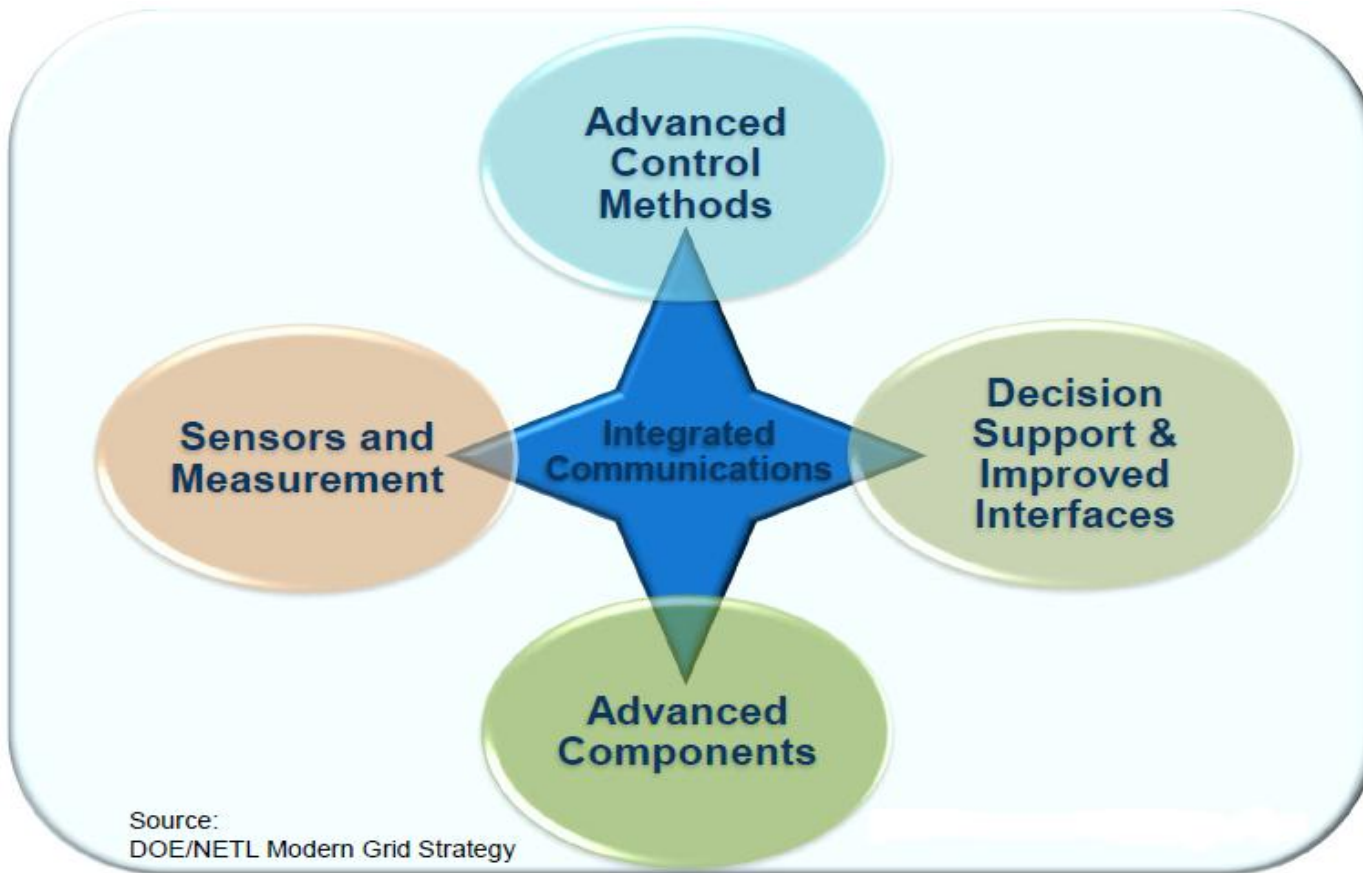 Advanced
Control
Methods
Sensors and
Measurement
Integrated
Communications
Decision
Support &
Improved
Interfaces
Advanced
Components
Source:
DOE/NETL Modern Grid Strategy